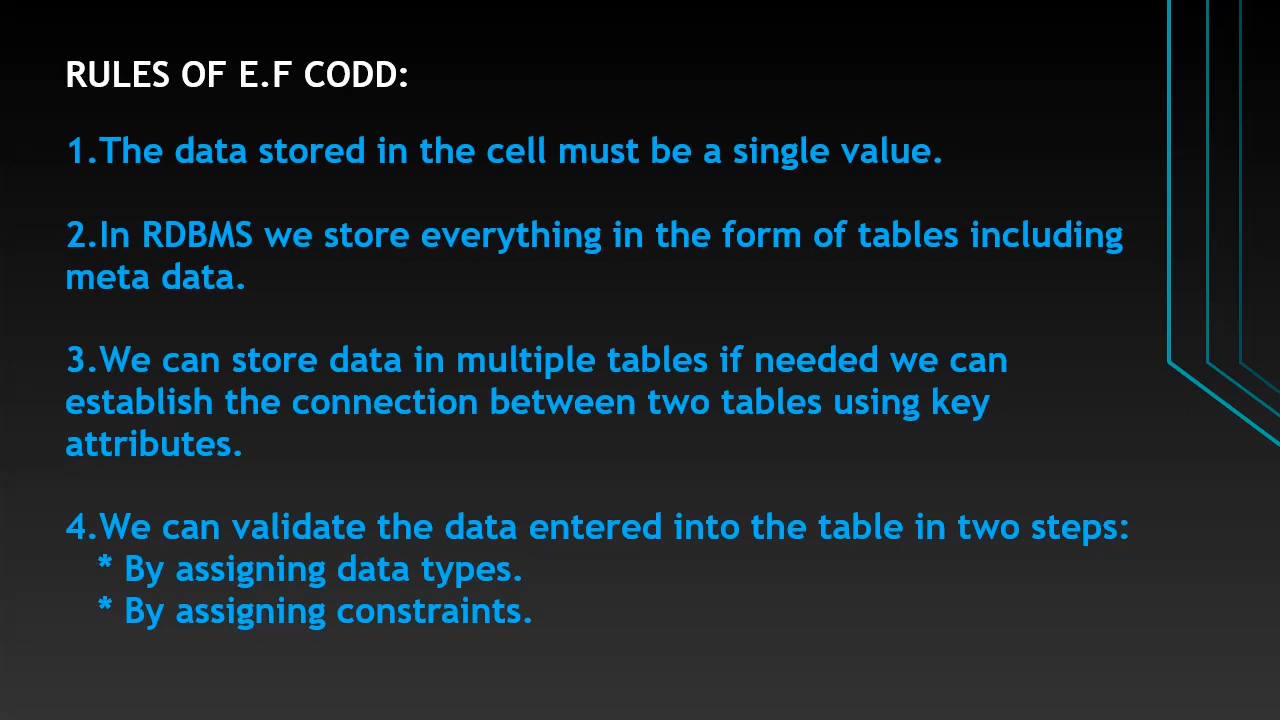 RULES OF E.F CODD:
1.The data stored in the cell must be a single value.
2.In RDBMS we store everything in the form of tables including
meta data.
3.We can store data in multiple tables if needed we can
establish the connection between two tables using key
attributes.
4.We can validate the data entered into the table in two steps:
* By assigning data types.
* By assigning constraints.